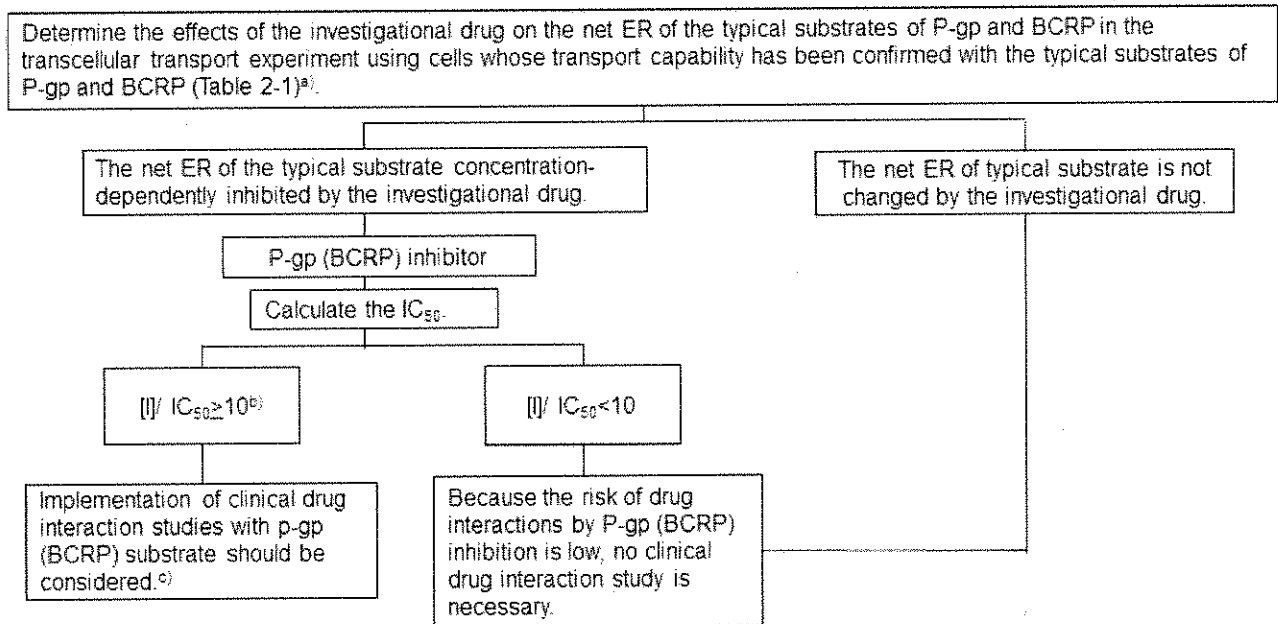 Determine the effects of the investigational drug on the net ER of the typical substrates of P-gp and BCRP in the
transcellular transport experiment using cells whose transport capability has been confirmed with the typical substrates of
P-gp and BCRP (Table 2-1)a).
The net ER of the typical substrate concentration-
dependently inhibited by the investigational drug.
The net ER of typical substrate is not
changed by the investigational drug.
P-gp (BCRP) inhibitor
Calculate the IC50.
[I]/ IC50≥10b)
[I]/ IC50<10
Implementation of clinical drug
interaction studies with p-gp
(BCRP) substrate should be
considered.c)
Because the risk of drug
interactions by P-gp (BCRP)
inhibition is low, no clinical
drug interaction study is
necessary.